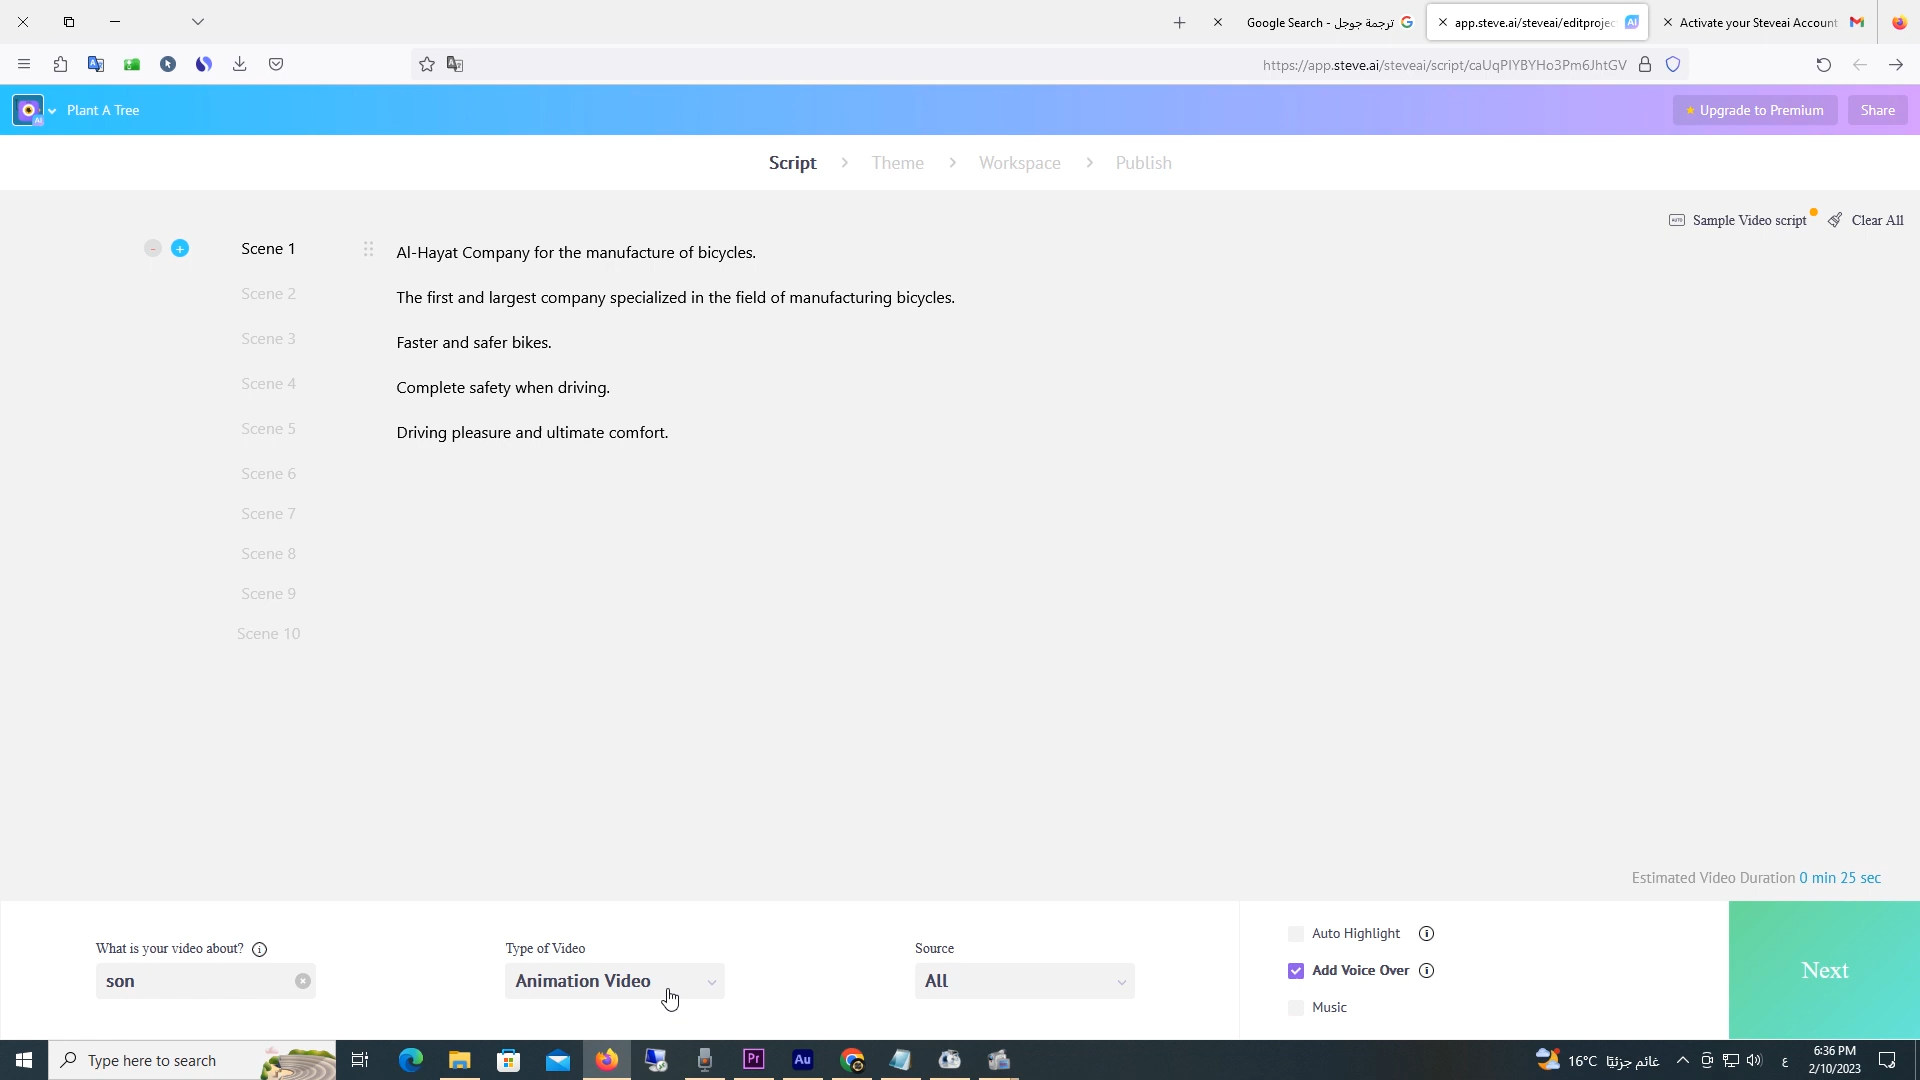 ترجمة جوجل - Google Search
app.steve.ai/steveai/editprojec
Activate your Steveai Account
https://app.steve.ai/steveai/script/caUqPIYBYHo3Pm6JhtGV
Plant A Tree
Upgrade to Premium
Share
Script > Theme > Workspace > Publish
Sample Video script
Clear All
Scene 1 Al-Hayat Company for the manufacture of bicycles.
Scene 2 The first and largest company specialized in the field of manufacturing bicycles.
Scene 3 Faster and safer bikes.
Scene 4 Complete safety when driving.
Scene 5 Driving pleasure and ultimate comfort.
Scene 6
Scene 7
Scene 8
Scene 9
Scene 10
Estimated Video Duration 0 min 25 sec
What is your video about?
son
Type of Video
Animation Video
Source
All
Auto Highlight
Add Voice Over
Music
Next
Type here to search
Pr
Au
16°C غائم جزئيًا
ع
6:36 PM
2/10/2023